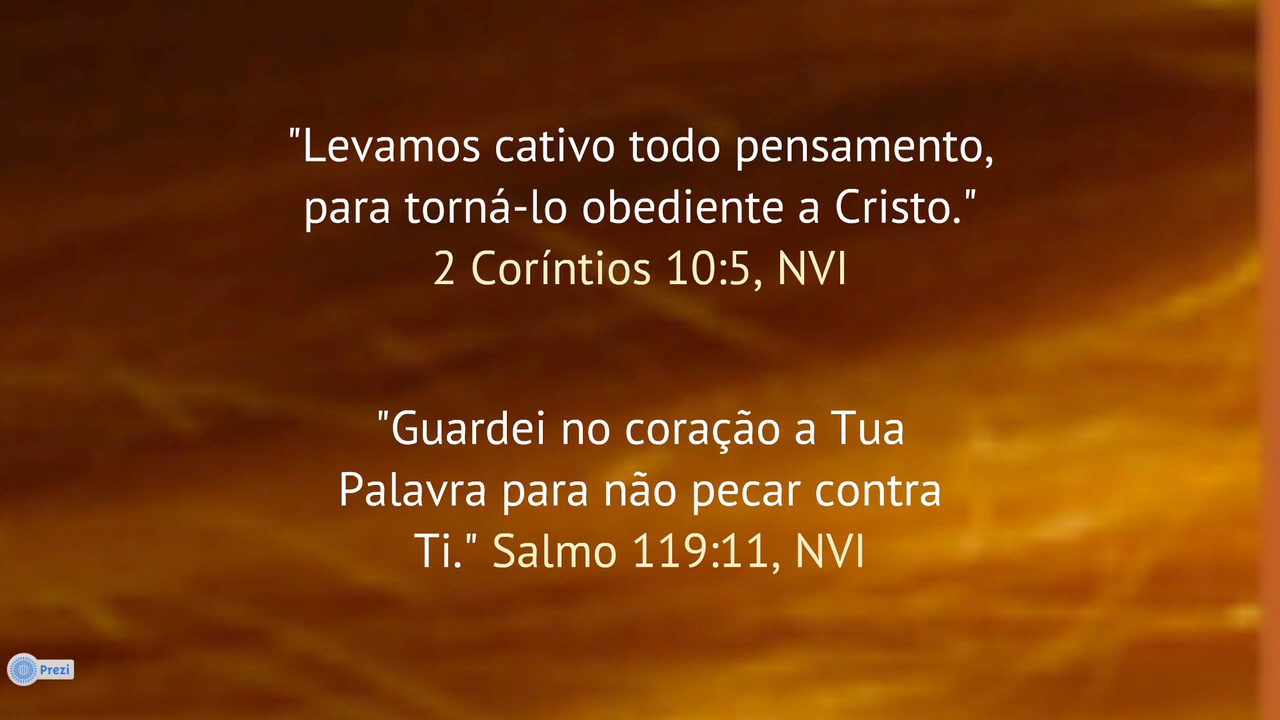 "Levamos cativo todo pensamento,
para torná-lo obediente a Cristo."
2 Coríntios 10:5, NVI
"Guardei no coração a Tua
Palavra para não pecar contra
Ti." Salmo 119:11, NVI
Prezi